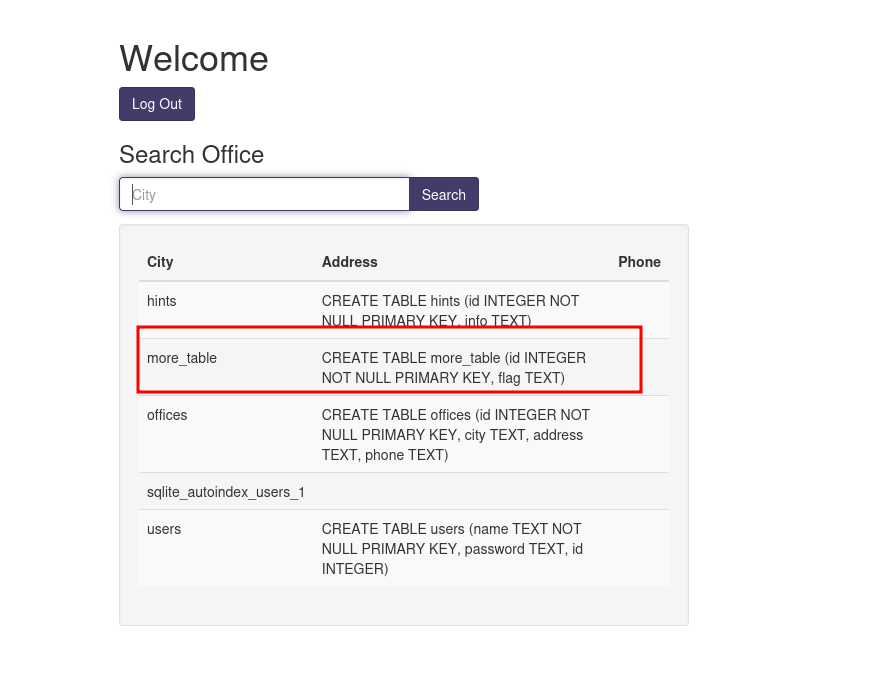 Welcome
Log Out
Search Office
City Search
City Address Phone
hints CREATE TABLE hints (id INTEGER NOT
NULL PRIMARY KEY, info TEXT)
more_table CREATE TABLE more_table (id INTEGER
NOT NULL PRIMARY KEY, flag TEXT)
offices CREATE TABLE offices (id INTEGER NOT
NULL PRIMARY KEY, city TEXT, address
TEXT, phone TEXT)
sqlite_autoindex_users_1
users CREATE TABLE users (name TEXT NOT
NULL PRIMARY KEY, password TEXT, id
INTEGER)